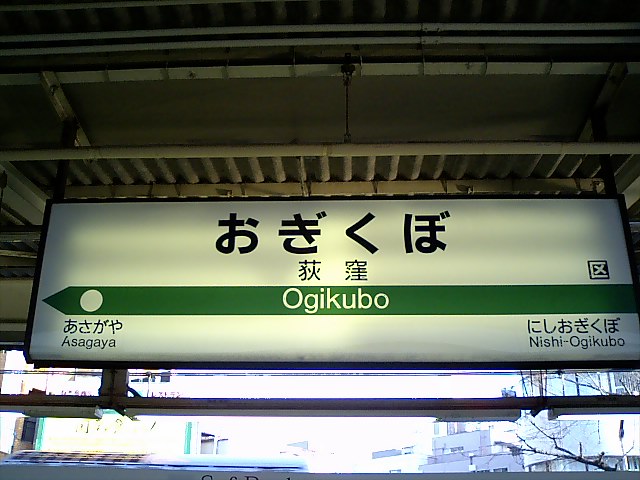 おぎくぼ
荻窪
区
Ogikubo
あさがや
Asagaya
にしおぎくぼ
Nishi-Ogikubo